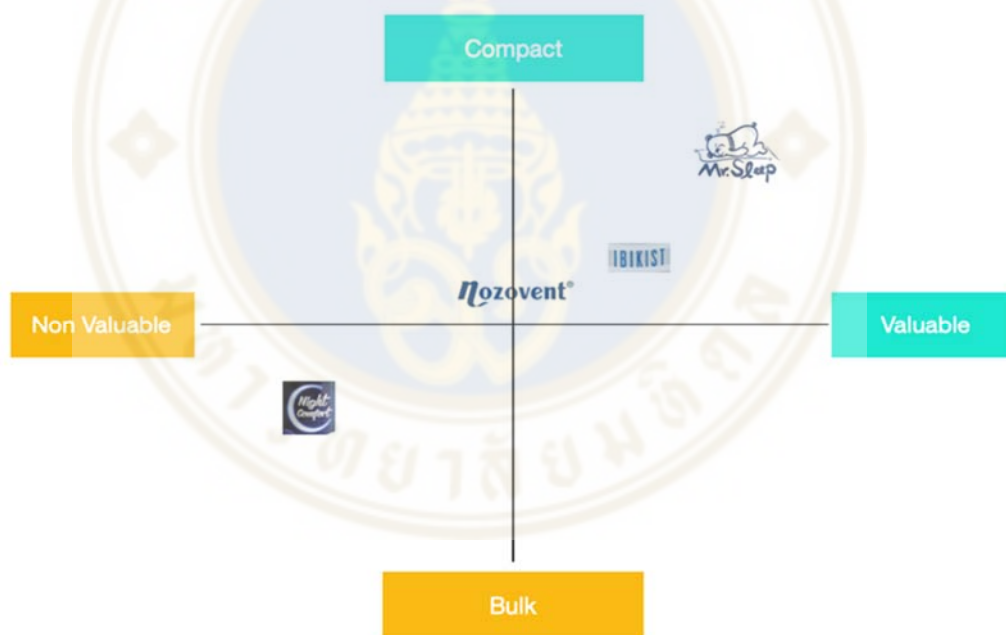 Compact
Mr. Sleep
IBIKIST
nozovent®
Non Valuable
Valuable
Night
Comfort
Bulk